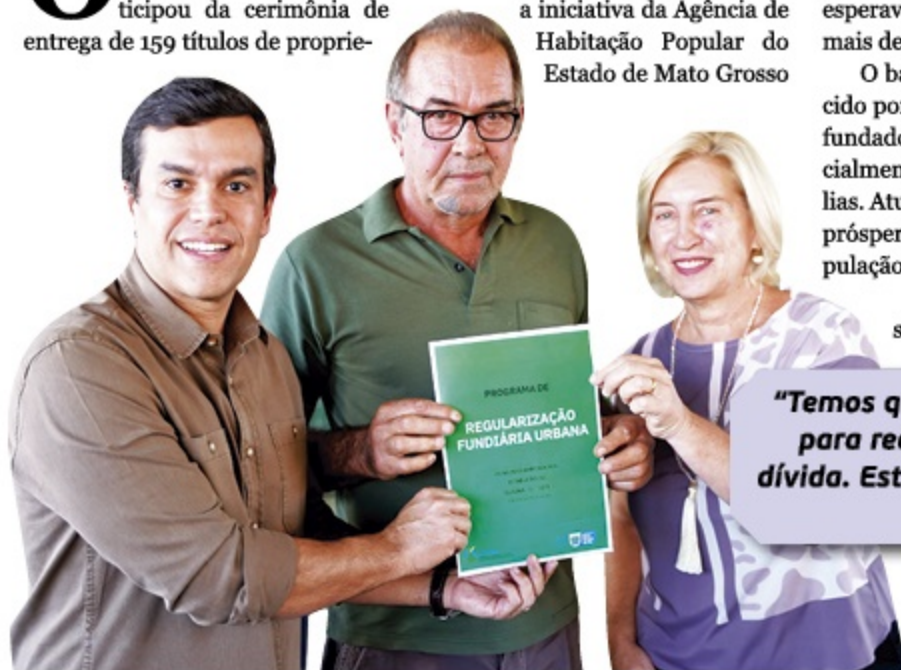 O
ticipou da cerimônia de
entrega de 159 títulos de proprie-
a iniciativa da Agência de
Habitação Popular do
Estado de Mato Grosso
esperav
mais de
O ba
cido por
fundado
cialmen
lias. Atu
próspera
pulação
s
"Temos q
para rec
dívida. Est
PROGRAMA DE
REGULARIZAÇÃO
FUNDIÁRIA URBANA